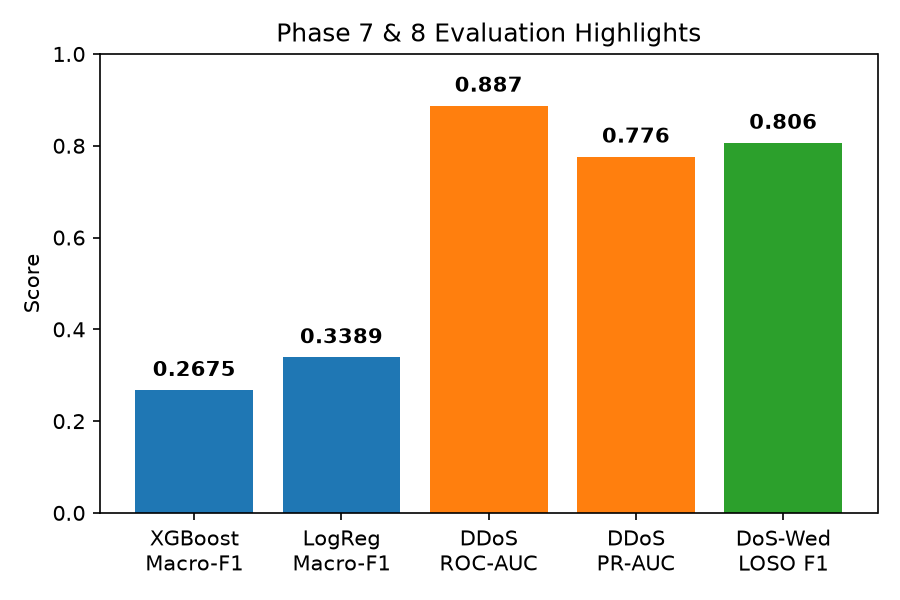 Phase 7 & 8 Evaluation Highlights
1.0
0.8
0.6
0.4
0.2
0.0
Score
0.2675
0.3389
0.887
0.776
0.806
XGBoost
Macro-F1
LogReg
Macro-F1
DDoS
ROC-AUC
DDoS
PR-AUC
DoS-Wed
LOSO F1